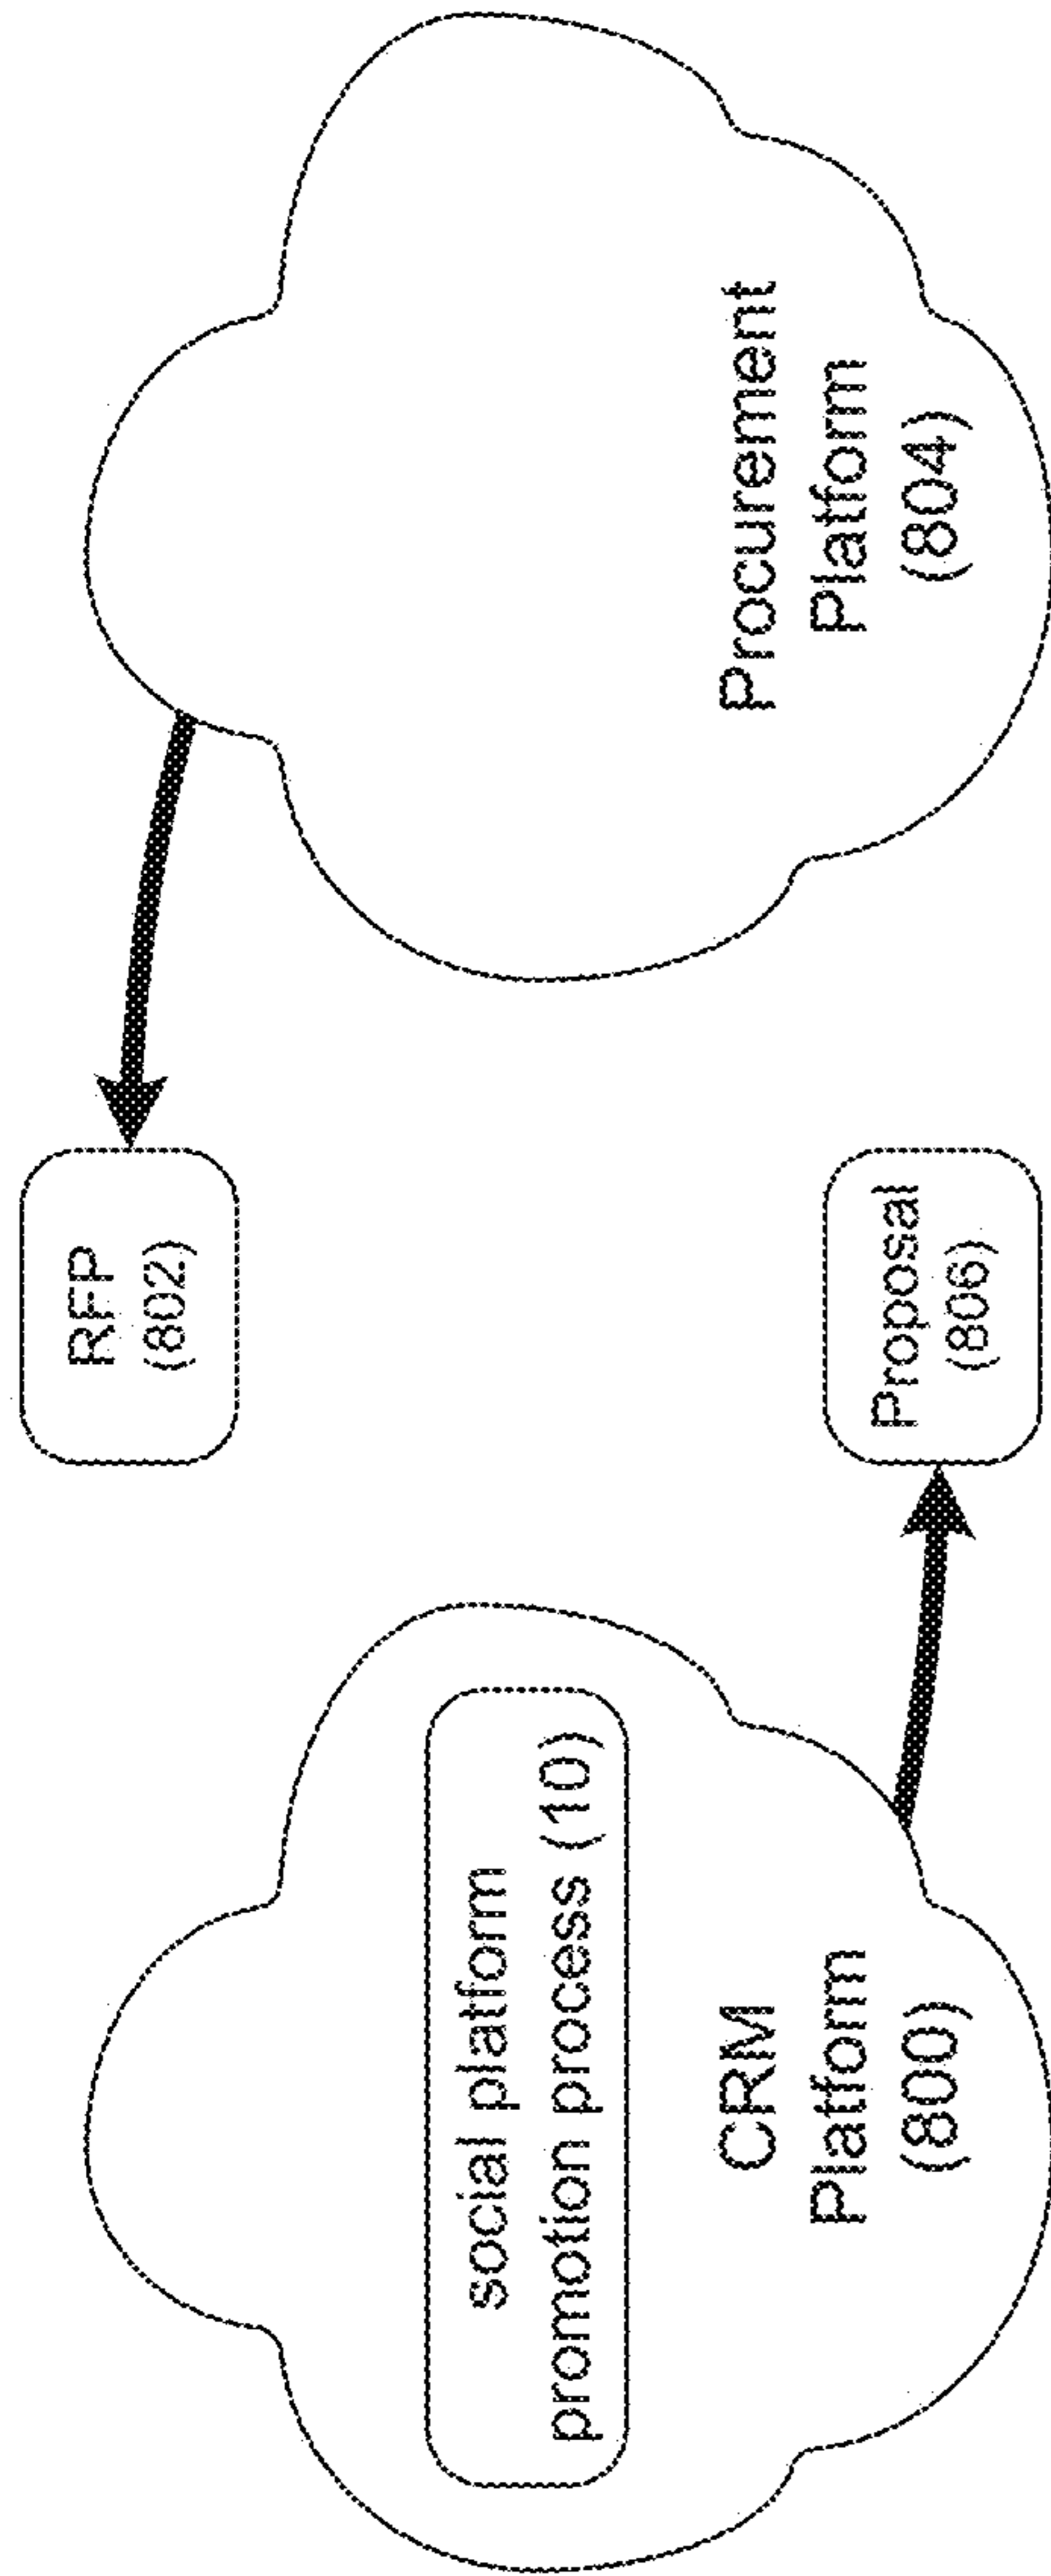 social platform
promotion process (10)
CRM
Platform
(800)
RFP
(802)
Proposal
(806)
Procurement
Platform
(804)